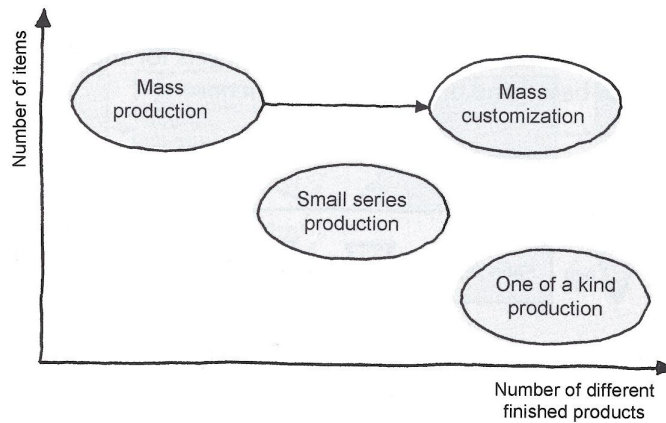 Number of items
Mass
production
Mass
customization
Small series
production
One of a kind
production
Number of different
finished products